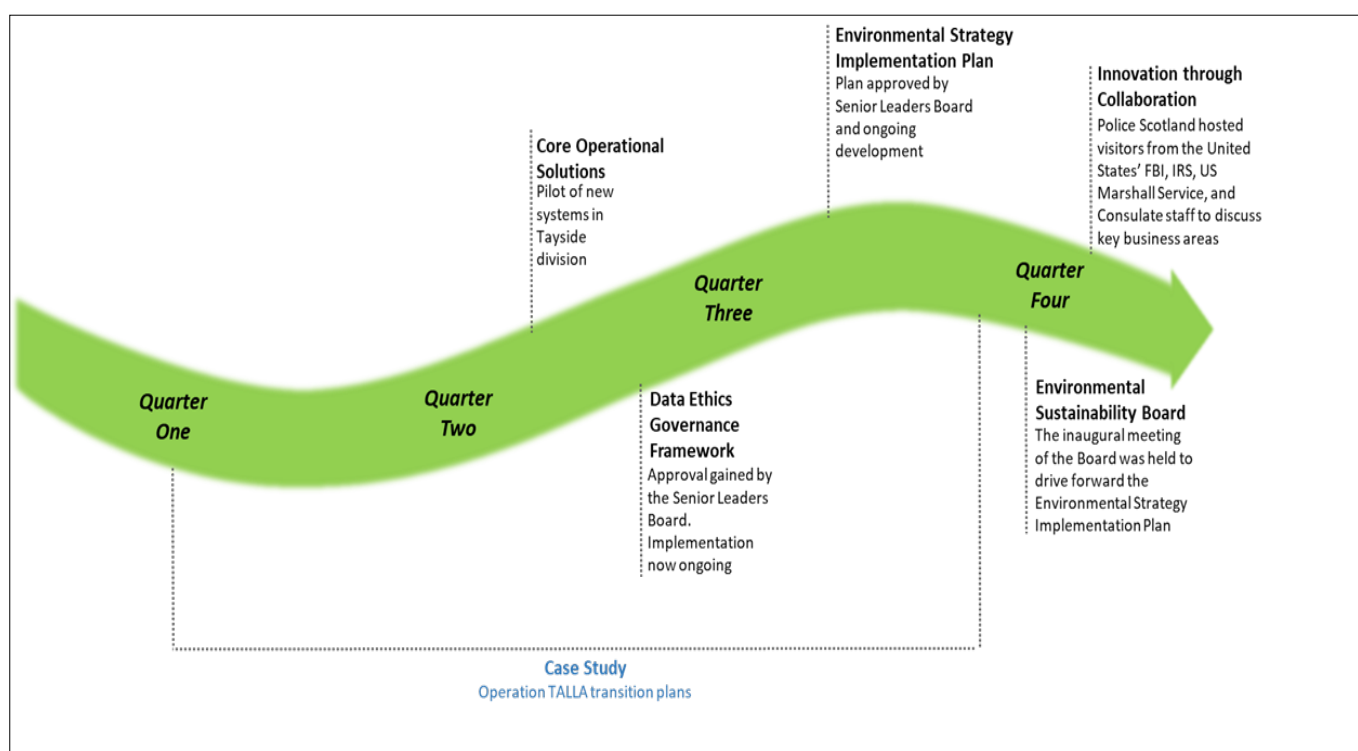 Environmental Strategy
Implementation Plan
Plan approved by
Senior Leaders Board
and ongoing
development
Innovation through
Collaboration
Police Scotland hosted
visitors from the United
States’ FBI, IRS, US
Marshall Service, and
Consulate staff to discuss
key business areas
Core Operational
Solutions
Pilot of new
systems in
Tayside
division
Quarter
One
Quarter
Two
Quarter
Three
Quarter
Four
Data Ethics
Governance
Framework
Approval gained by
the Senior Leaders
Board.
Implementation
now ongoing
Environmental
Sustainability Board
The inaugural meeting
of the Board was held to
drive forward the
Environmental Strategy
Implementation Plan
Case Study
Operation TALLA transition plans